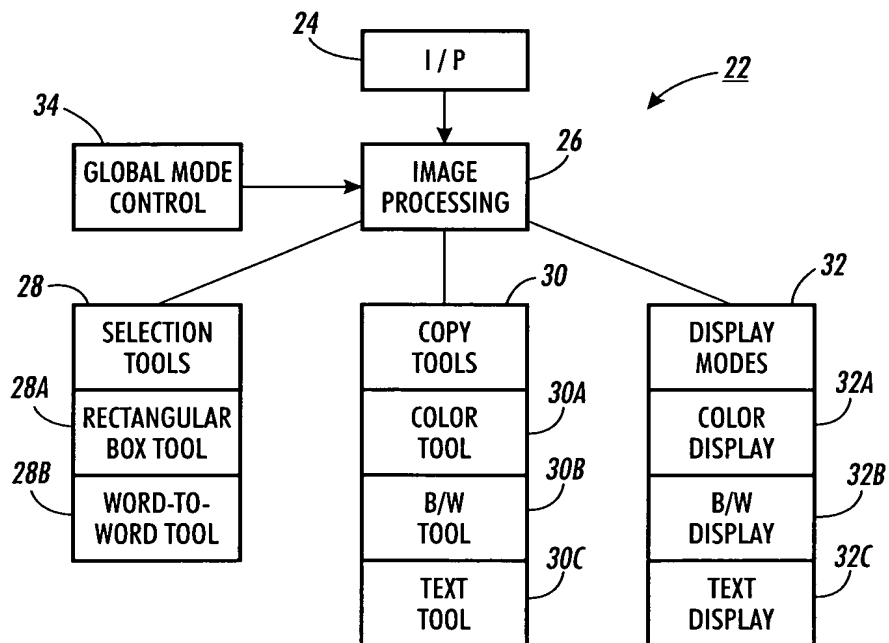 24
I / P
22
34
GLOBAL MODE
CONTROL
26
IMAGE
PROCESSING
28
SELECTION
TOOLS
28A
RECTANGULAR
BOX TOOL
28B
WORD-TO-
WORD TOOL
30
COPY
TOOLS
30A
COLOR
TOOL
30B
B/W
TOOL
30C
TEXT
TOOL
32
DISPLAY
MODES
32A
COLOR
DISPLAY
32B
B/W
DISPLAY
32C
TEXT
DISPLAY